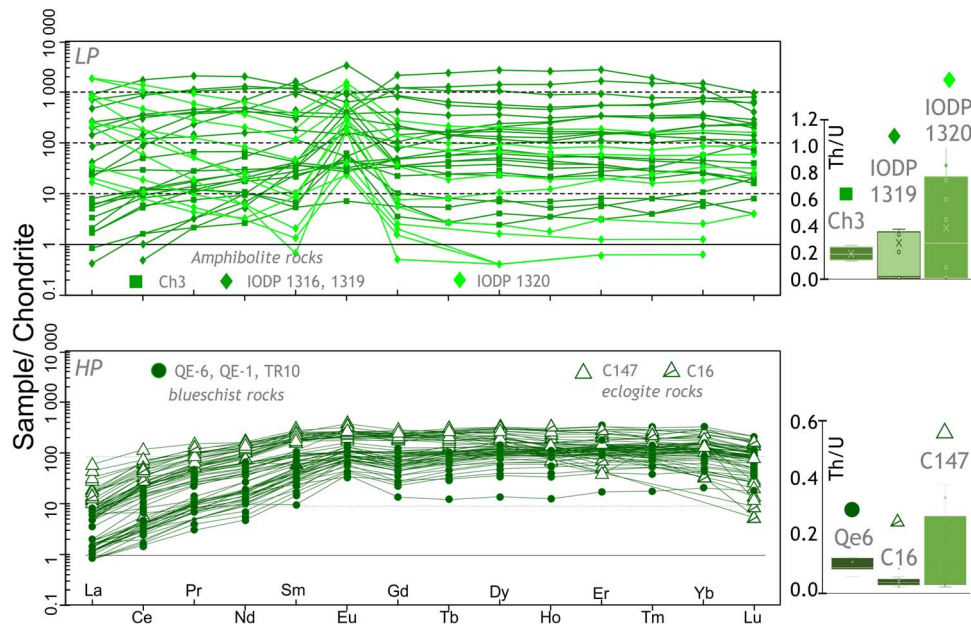 Sample/ Chondrite
10 000
1 000
100
10
1
0.1
LP
Amphibolite rocks
Ch3
IODP 1316, 1319
IODP 1320
Th/U
1.2
1.0
0.8
0.6
0.4
0.2
0.0
Ch3
IODP
1319
IODP
1320
10 000
1 000
100
10
1
0.1
HP
QE-6, QE-1, TR10
blueschist rocks
C147
C16
eclogite rocks
La Pr Sm Gd Dy Er Yb
Ce Nd Eu Tb Ho Tm Lu
Th/U
0.6
0.4
0.2
0.0
Qe6
C16
C147